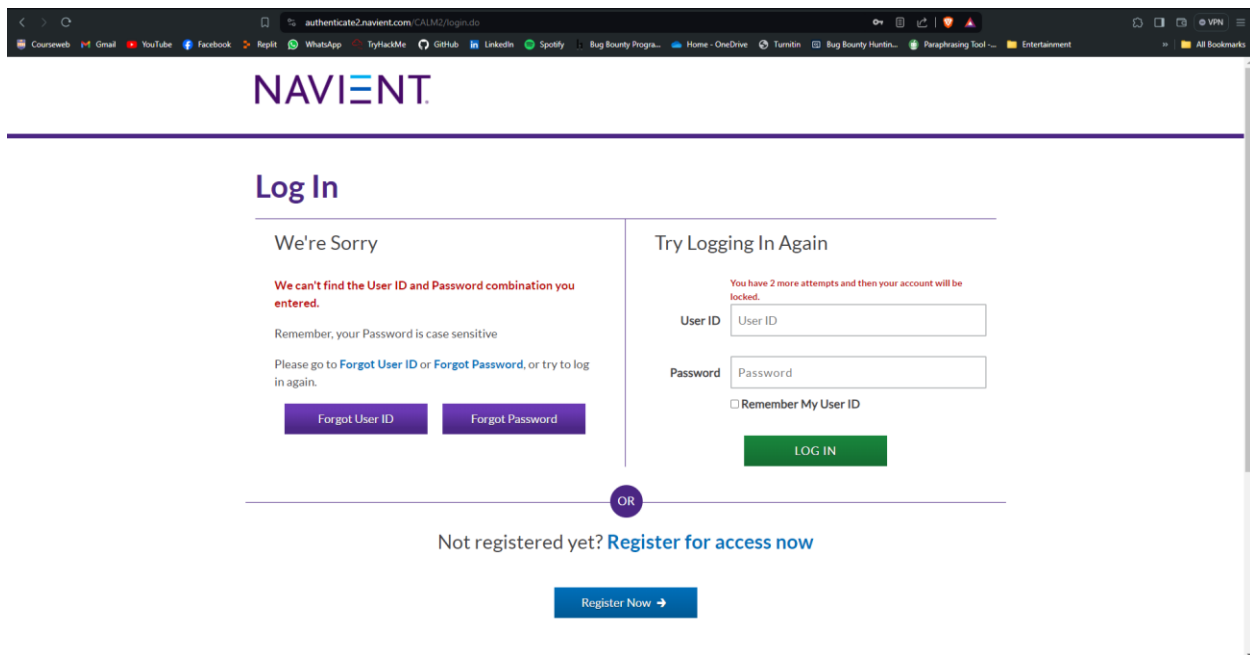 authenticate2.navient.com/CALM2/login.do
VPN
Courseweb Gmail YouTube Facebook Replit WhatsApp TryHackMe GitHub LinkedIn Spotify Bug Bounty Progra... Home - OneDrive Turnitin Bug Bounty Huntin... Paraphrasing Tool -... Entertainment » All Bookmarks
NAVIENT
Log In
We're Sorry
We can't find the User ID and Password combination you
entered.
Remember, your Password is case sensitive
Please go to Forgot User ID or Forgot Password, or try to log
in again.
Forgot User ID Forgot Password
Try Logging In Again
You have 2 more attempts and then your account will be
locked.
User ID User ID
Password Password
Remember My User ID
LOG IN
OR
Not registered yet? Register for access now
Register Now →